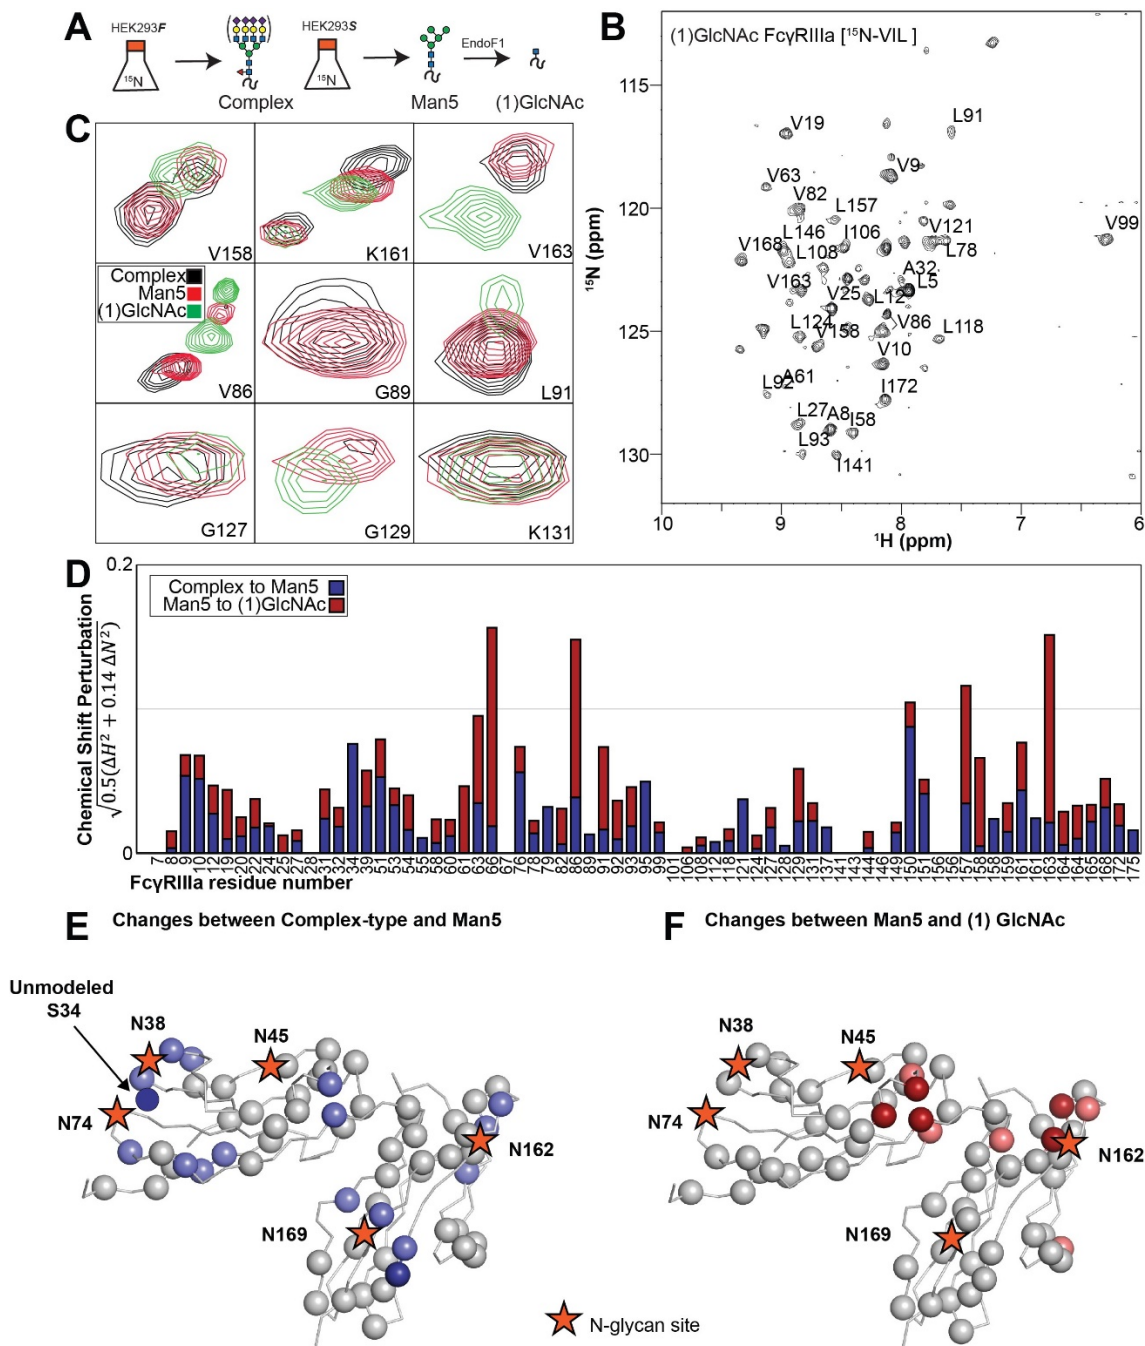 A
HEK293F
15N
Complex
HEK293S
15N
Man5
EndoF1
(1)GlcNAc
B
(1)GlcNAc FcγRIIIa [15N-VIL ]
115
120
125
130
15N (ppm)
10
9
8
7
6
1H (ppm)
V19
L91
V9
V63
V82
L157
V121
V99
L146
I106
V168
L108
L78
A32
V163
L5
V25
L12
L124
V86
V158
L118
V10
A61
L92
I172
L27
A8
I58
L93
I141
C
V158
K161
V163
Complex
Man5
(1)GlcNAc
V86
G89
L91
G127
G129
K131
D
0.2
0
Complex to Man5
Man5 to (1)GlcNAc
Chemical Shift Perturbation
√0.5(ΔH² + 0.14 ΔN²)
FcγRIIIa residue number
E
Changes between Complex-type and Man5
Unmodeled
S34
N38
N45
N74
N162
N169
F
Changes between Man5 and (1) GlcNAc
N38
N45
N74
N162
N169
N-glycan site